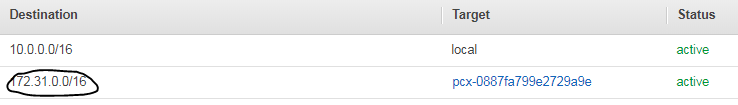 Destination Target Status
10.0.0.0/16 local active
172.31.0.0/16 pcx-0887fa799e2729a9e active